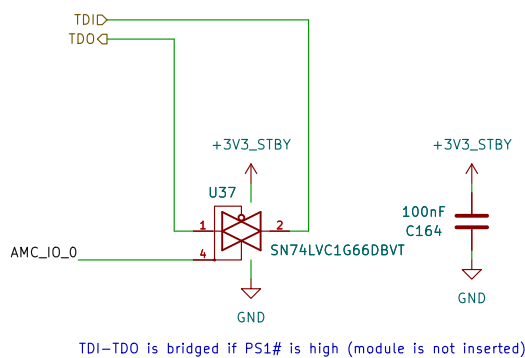 TDI
TDO
+3V3_STBY
+3V3_STBY
U37
1
2
100nF
C164
AMC_IO_0
4
SN74LVC1G66DBVT
GND
GND
TDI-TDO is bridged if PS1# is high (module is not inserted)